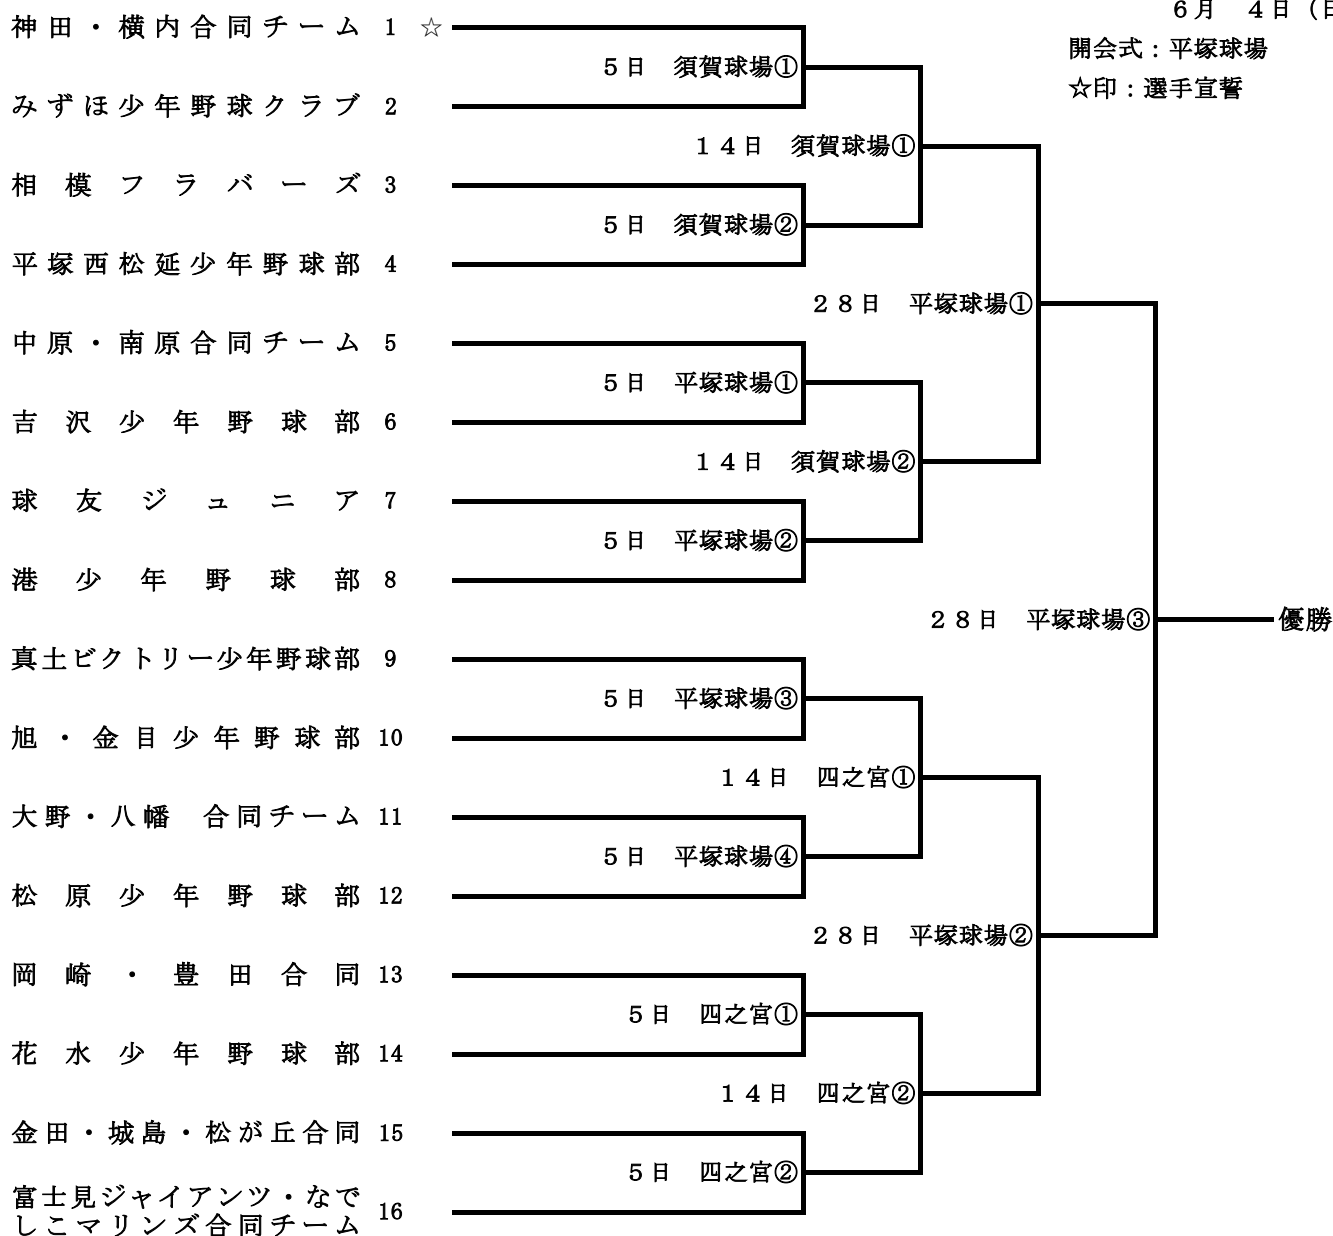 ６月　４日（日
神田・横内合同チーム 1 ☆
開会式：平塚球場
５日　須賀球場①
☆印：選手宣誓
みずほ少年野球クラブ 2
１４日　須賀球場①
相模フラバーズ 3
５日　須賀球場②
平塚西松延少年野球部 4
２８日　平塚球場①
中原・南原合同チーム 5
５日　平塚球場①
吉沢少年野球部 6
１４日　須賀球場②
球友ジュニア 7
５日　平塚球場②
港少年野球部 8
２８日　平塚球場③ 優勝
真土ビクトリー少年野球部 9
５日　平塚球場③
旭・金目少年野球部 10
１４日　四之宮①
大野・八幡　合同チーム 11
５日　平塚球場④
松原少年野球部 12
２８日　平塚球場②
岡崎・豊田合同 13
５日　四之宮①
花水少年野球部 14
１４日　四之宮②
金田・城島・松が丘合同 15
５日　四之宮②
富士見ジャイアンツ・なで
しこマリンズ合同チーム 16